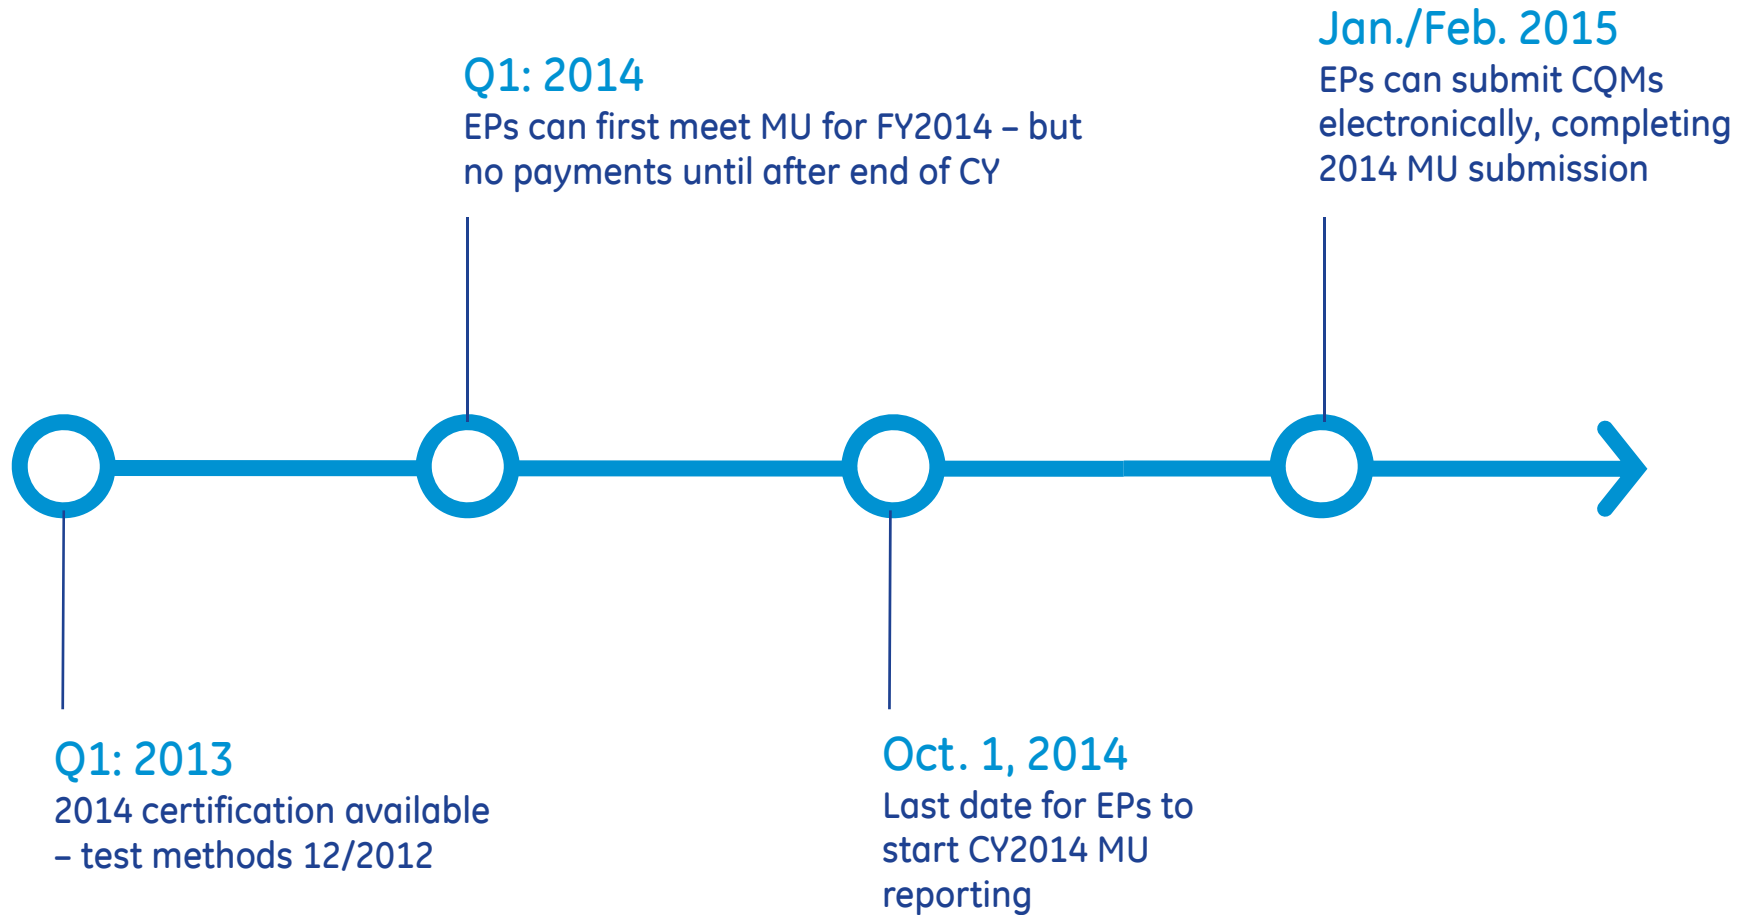 Jan./Feb. 2015
EPs can submit CQMs
electronically, completing
2014 MU submission
Q1: 2014
EPs can first meet MU for FY2014 – but
no payments until after end of CY
Q1: 2013
2014 certification available
– test methods 12/2012
Oct. 1, 2014
Last date for EPs to
start CY2014 MU
reporting